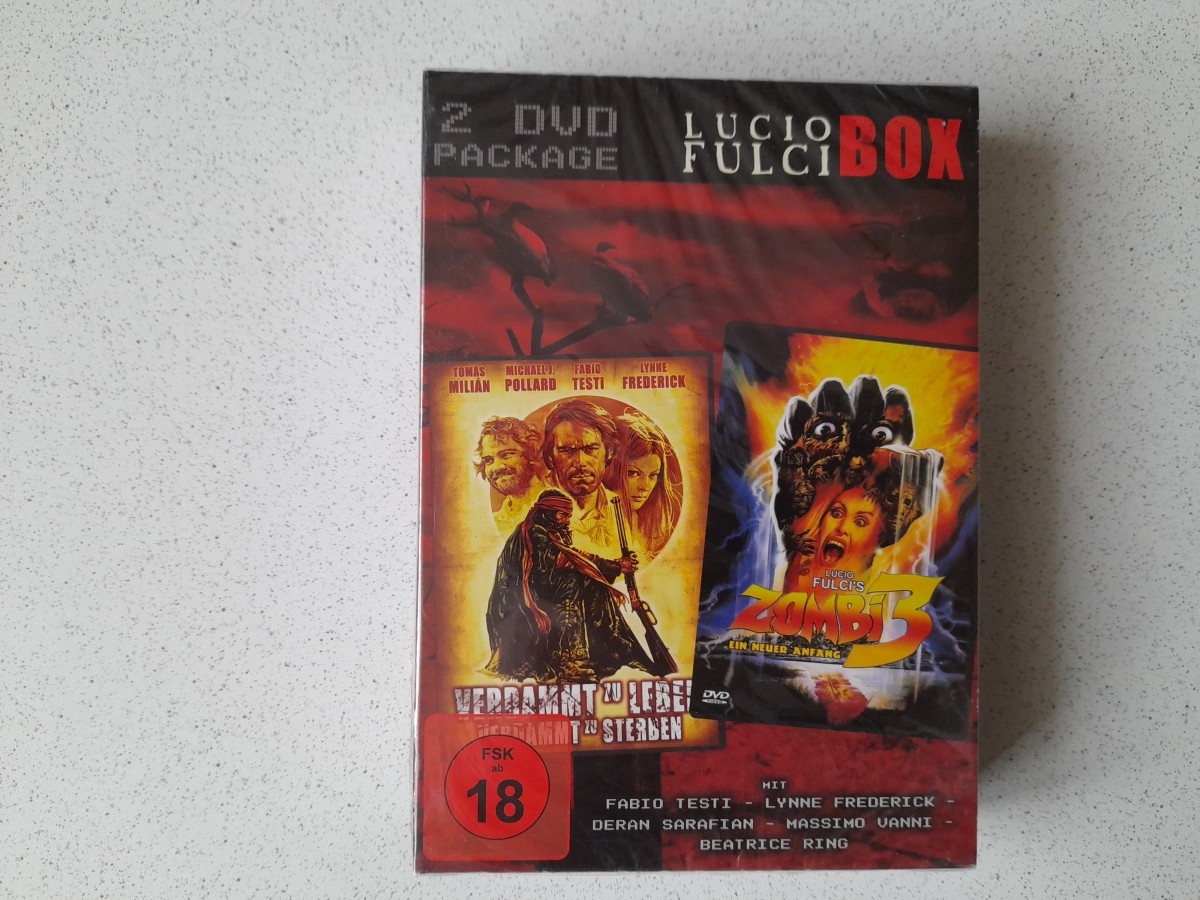 2 DVD
PACKAGE
LUCIO
FULCI BOX
TOMAS MILIÁN
MICHAEL J. POLLARD
FABIO TESTI
LYNNE FREDERICK
VERDAMMT ZU LEBEN
VERDAMMT ZU STERBEN
LUCIO
FULCI'S
ZOMBI 3
EIN NEUER ANFANG
DVD
VIDEO
FSK
ab
18
MIT
FABIO TESTI - LYNNE FREDERICK -
DERAN SARAFIAN - MASSIMO VANNI -
BEATRICE RING